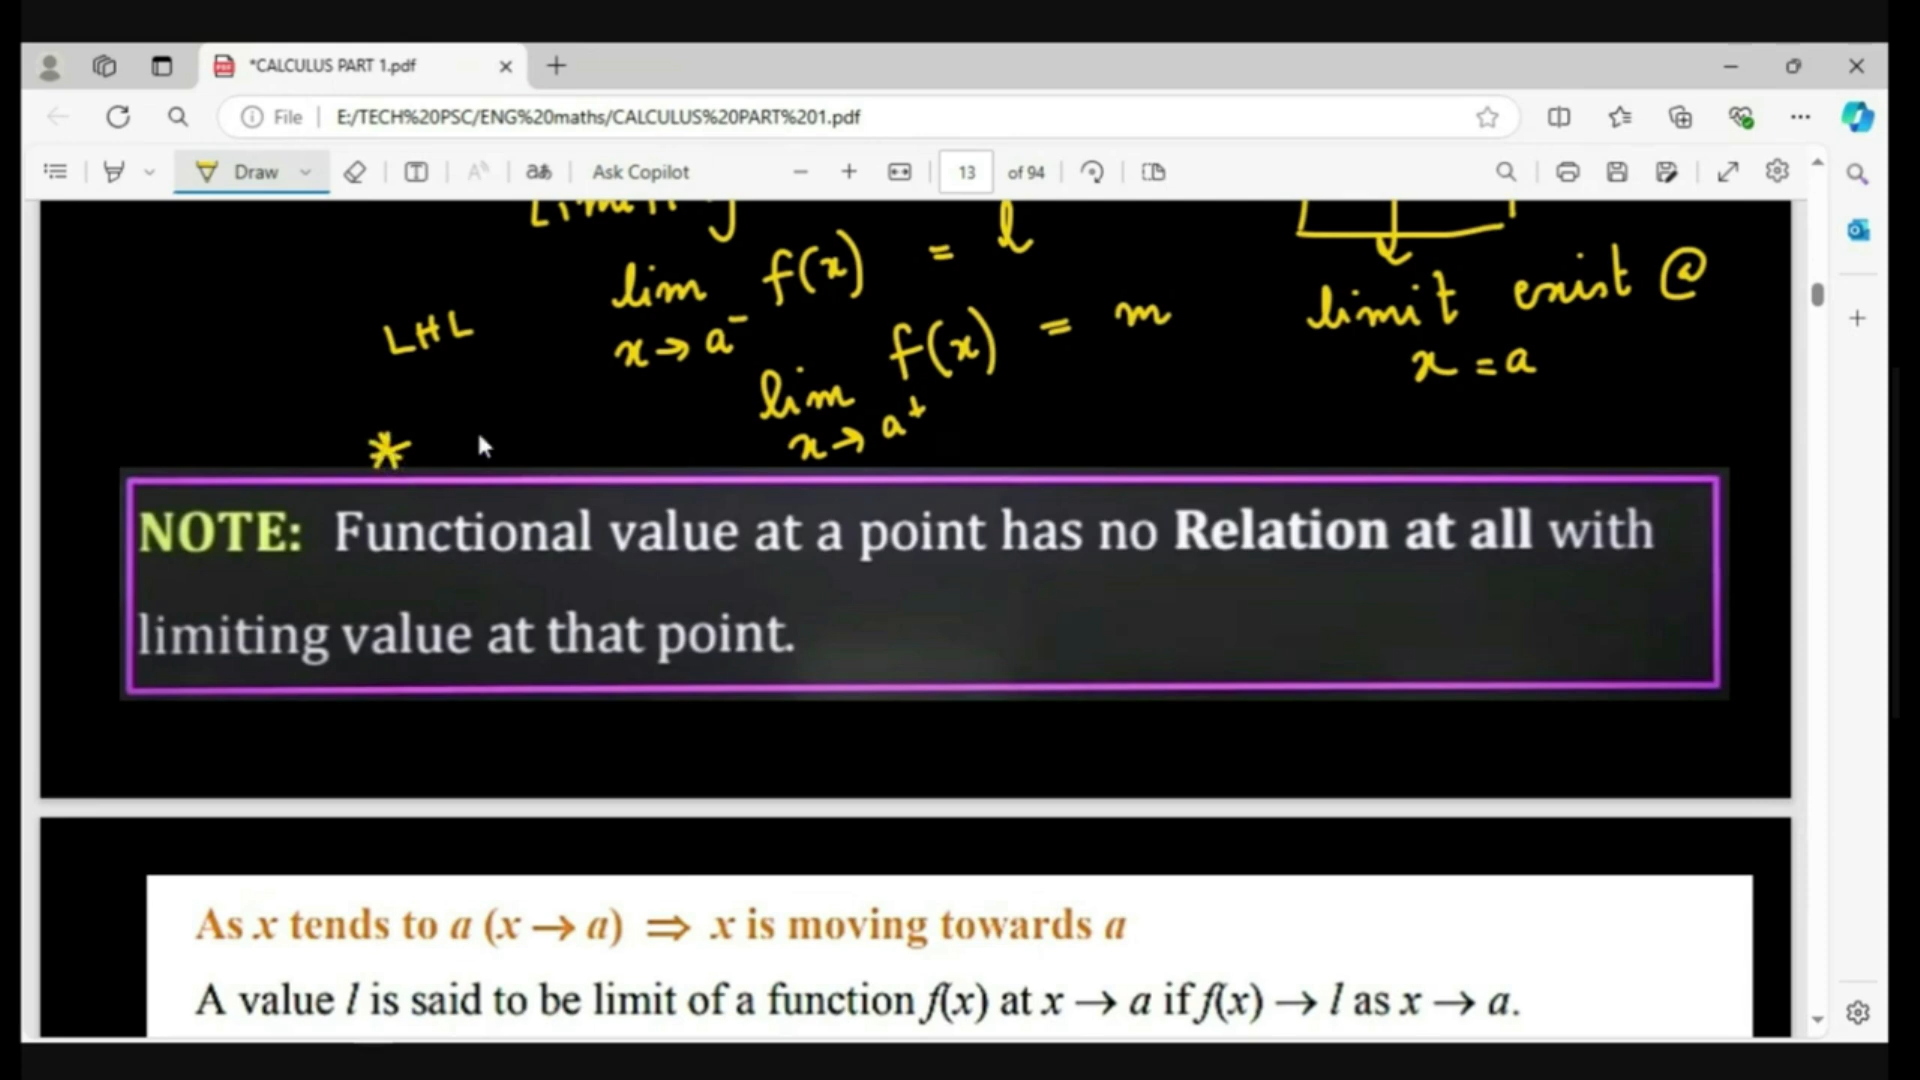 *CALCULUS PART 1.pdf
File | E:/TECH%20PSC/ENG%20maths/CALCULUS%20PART%201.pdf
Draw aあ Ask Copilot 13 of 94
lim f(x) = l
x → a⁻
LHL
lim f(x) = m
x → a⁺
limit exist @
x = a
*
NOTE: Functional value at a point has no Relation at all with
limiting value at that point.
As x tends to a (x → a) ⇒ x is moving towards a
A value l is said to be limit of a function f(x) at x → a if f(x) → l as x → a.